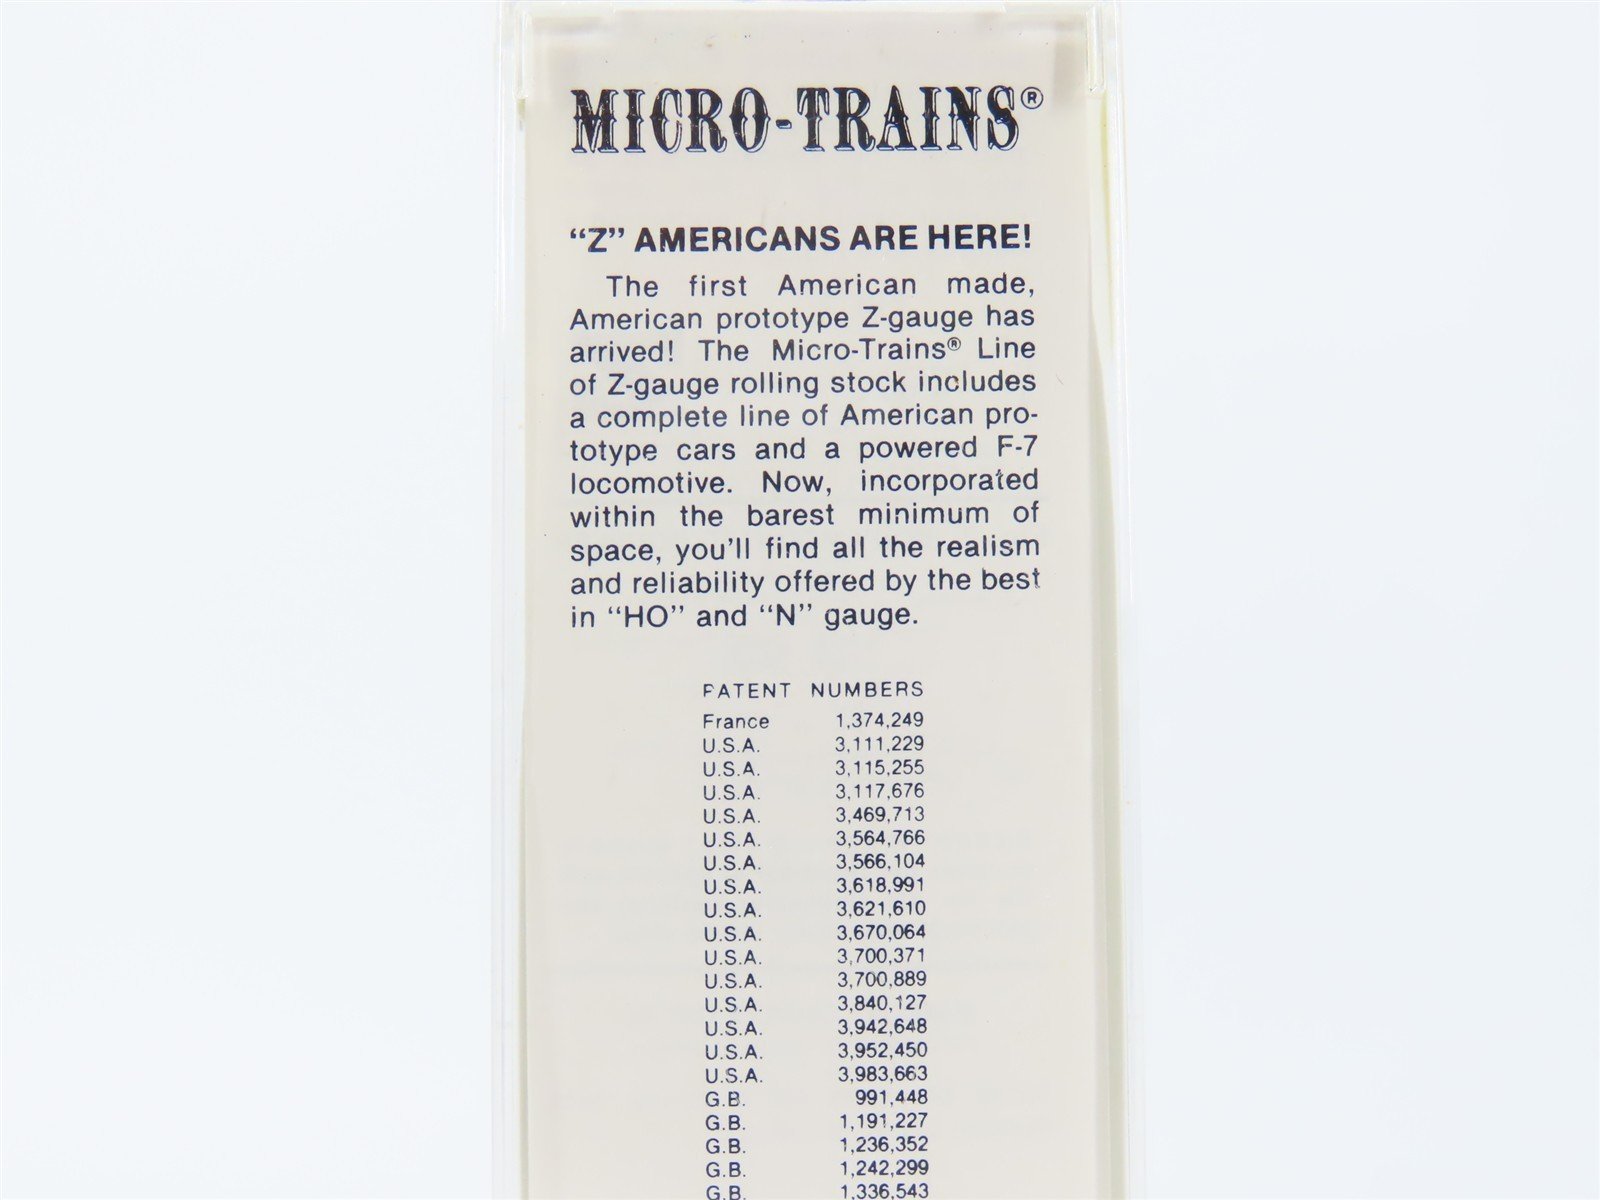 MICRO-TRAINS®
“Z” AMERICANS ARE HERE!
The first American made,
American prototype Z-gauge has
arrived! The Micro-Trains® Line
of Z-gauge rolling stock includes
a complete line of American pro-
totype cars and a powered F-7
locomotive. Now, incorporated
within the barest minimum of
space, you’ll find all the realism
and reliability offered by the best
in “HO” and “N” gauge.
PATENT NUMBERS
France 1,374,249
U.S.A. 3,111,229
U.S.A. 3,115,255
U.S.A. 3,117,676
U.S.A. 3,469,713
U.S.A. 3,564,766
U.S.A. 3,566,104
U.S.A. 3,618,991
U.S.A. 3,621,610
U.S.A. 3,670,064
U.S.A. 3,700,371
U.S.A. 3,700,889
U.S.A. 3,840,127
U.S.A. 3,942,648
U.S.A. 3,952,450
U.S.A. 3,983,663
G.B. 991,448
G.B. 1,191,227
G.B. 1,236,352
G.B. 1,242,299
G.B. 1,336,543